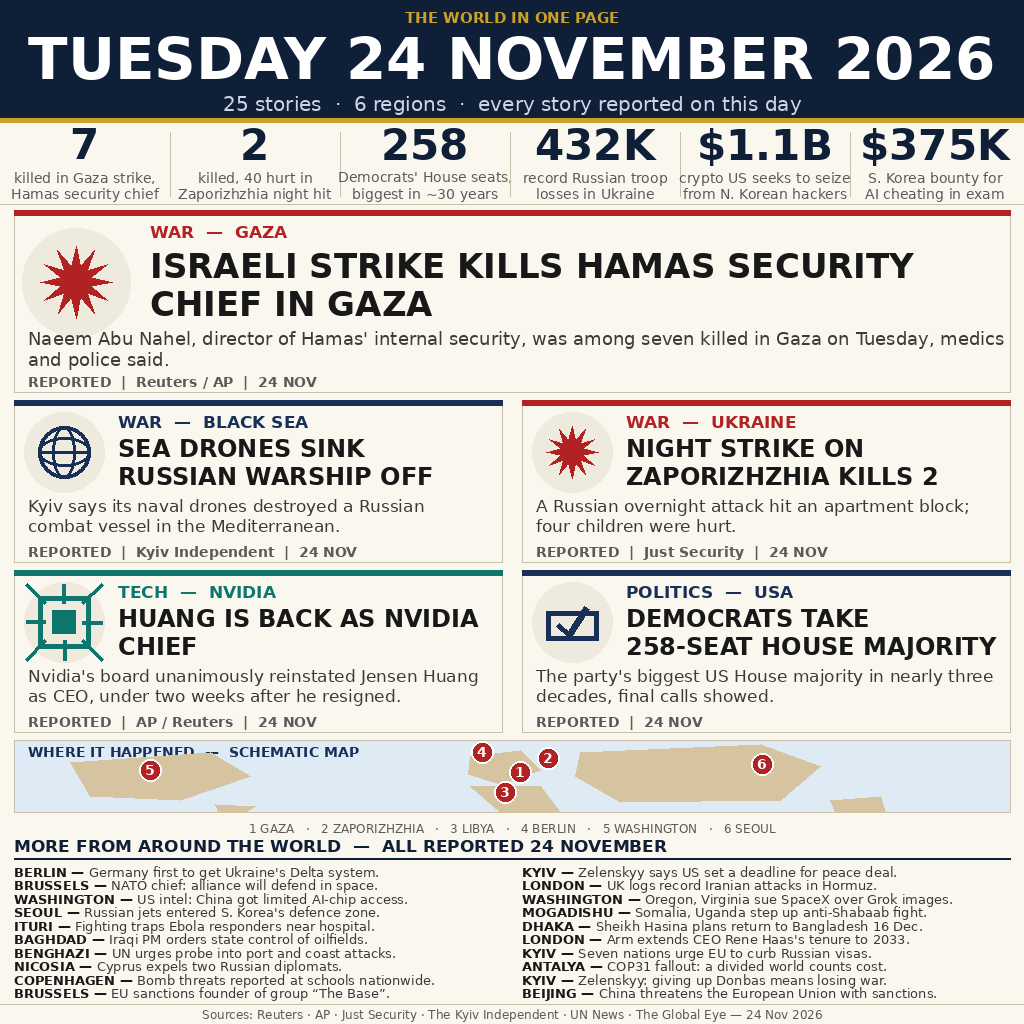 THE WORLD IN ONE PAGE
TUESDAY 24 NOVEMBER 2026
25 stories · 6 regions · every story reported on this day
7
killed in Gaza strike,
Hamas security chief
2
killed, 40 hurt in
Zaporizhzhia night hit
258
Democrats' House seats,
biggest in ~30 years
432K
record Russian troop
losses in Ukraine
$1.1B
crypto US seeks to seize
from N. Korean hackers
$375K
S. Korea bounty for
AI cheating in exam
WAR — GAZA
ISRAELI STRIKE KILLS HAMAS SECURITY
CHIEF IN GAZA
Naeem Abu Nahel, director of Hamas' internal security, was among seven killed in Gaza on Tuesday, medics
and police said.
REPORTED | Reuters / AP | 24 NOV
WAR — BLACK SEA
SEA DRONES SINK
RUSSIAN WARSHIP OFF
Kyiv says its naval drones destroyed a Russian
combat vessel in the Mediterranean.
REPORTED | Kyiv Independent | 24 NOV
WAR — UKRAINE
NIGHT STRIKE ON
ZAPORIZHZHIA KILLS 2
A Russian overnight attack hit an apartment block;
four children were hurt.
REPORTED | Just Security | 24 NOV
TECH — NVIDIA
HUANG IS BACK AS NVIDIA
CHIEF
Nvidia's board unanimously reinstated Jensen Huang
as CEO, under two weeks after he resigned.
REPORTED | AP / Reuters | 24 NOV
POLITICS — USA
DEMOCRATS TAKE
258-SEAT HOUSE MAJORITY
The party's biggest US House majority in nearly three
decades, final calls showed.
REPORTED | 24 NOV
WHERE IT HAPPENED — SCHEMATIC MAP
4
2
5
1
6
3
1 GAZA · 2 ZAPORIZHZHIA · 3 LIBYA · 4 BERLIN · 5 WASHINGTON · 6 SEOUL
MORE FROM AROUND THE WORLD — ALL REPORTED 24 NOVEMBER
BERLIN — Germany first to get Ukraine's Delta system.
BRUSSELS — NATO chief: alliance will defend in space.
WASHINGTON — US intel: China got limited AI-chip access.
SEOUL — Russian jets entered S. Korea's defence zone.
ITURI — Fighting traps Ebola responders near hospital.
BAGHDAD — Iraqi PM orders state control of oilfields.
BENGHAZI — UN urges probe into port and coast attacks.
NICOSIA — Cyprus expels two Russian diplomats.
COPENHAGEN — Bomb threats reported at schools nationwide.
BRUSSELS — EU sanctions founder of group “The Base”.
KYIV — Zelenskyy says US set a deadline for peace deal.
LONDON — UK logs record Iranian attacks in Hormuz.
WASHINGTON — Oregon, Virginia sue SpaceX over Grok images.
MOGADISHU — Somalia, Uganda step up anti-Shabaab fight.
DHAKA — Sheikh Hasina plans return to Bangladesh 16 Dec.
LONDON — Arm extends CEO Rene Haas's tenure to 2033.
KYIV — Seven nations urge EU to curb Russian visas.
ANTALYA — COP31 fallout: a divided world counts cost.
KYIV — Zelenskyy: giving up Donbas means losing war.
BEIJING — China threatens the European Union with sanctions.
Sources: Reuters · AP · Just Security · The Kyiv Independent · UN News · The Global Eye — 24 Nov 2026